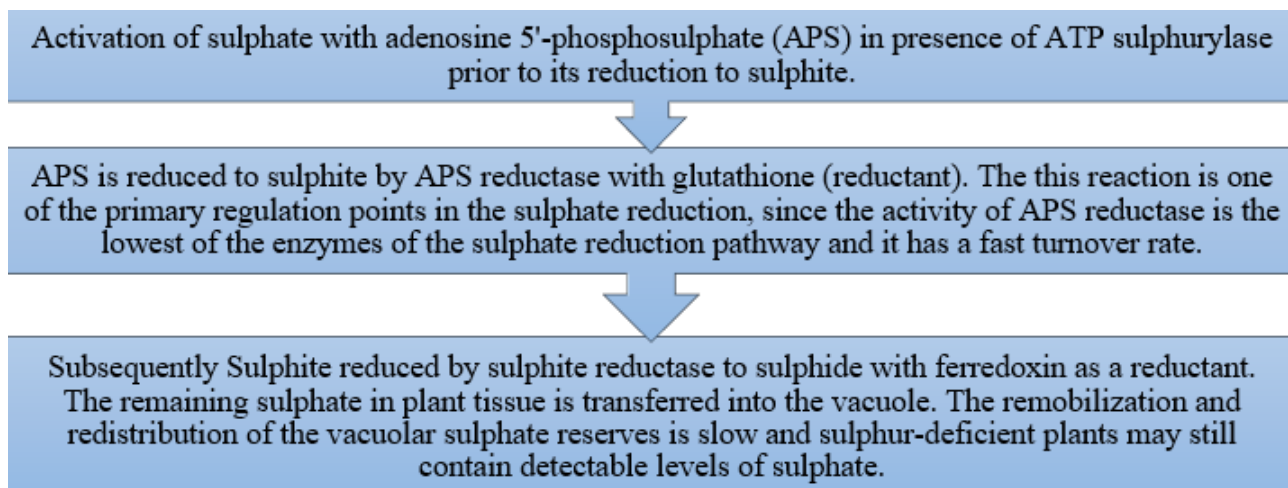 Activation of sulphate with adenosine 5'-phosphosulphate (APS) in presence of ATP sulphurylase
prior to its reduction to sulphite.
APS is reduced to sulphite by APS reductase with glutathione (reductant). The this reaction is one
of the primary regulation points in the sulphate reduction, since the activity of APS reductase is the
lowest of the enzymes of the sulphate reduction pathway and it has a fast turnover rate.
Subsequently Sulphite reduced by sulphite reductase to sulphide with ferredoxin as a reductant.
The remaining sulphate in plant tissue is transferred into the vacuole. The remobilization and
redistribution of the vacuolar sulphate reserves is slow and sulphur-deficient plants may still
contain detectable levels of sulphate.